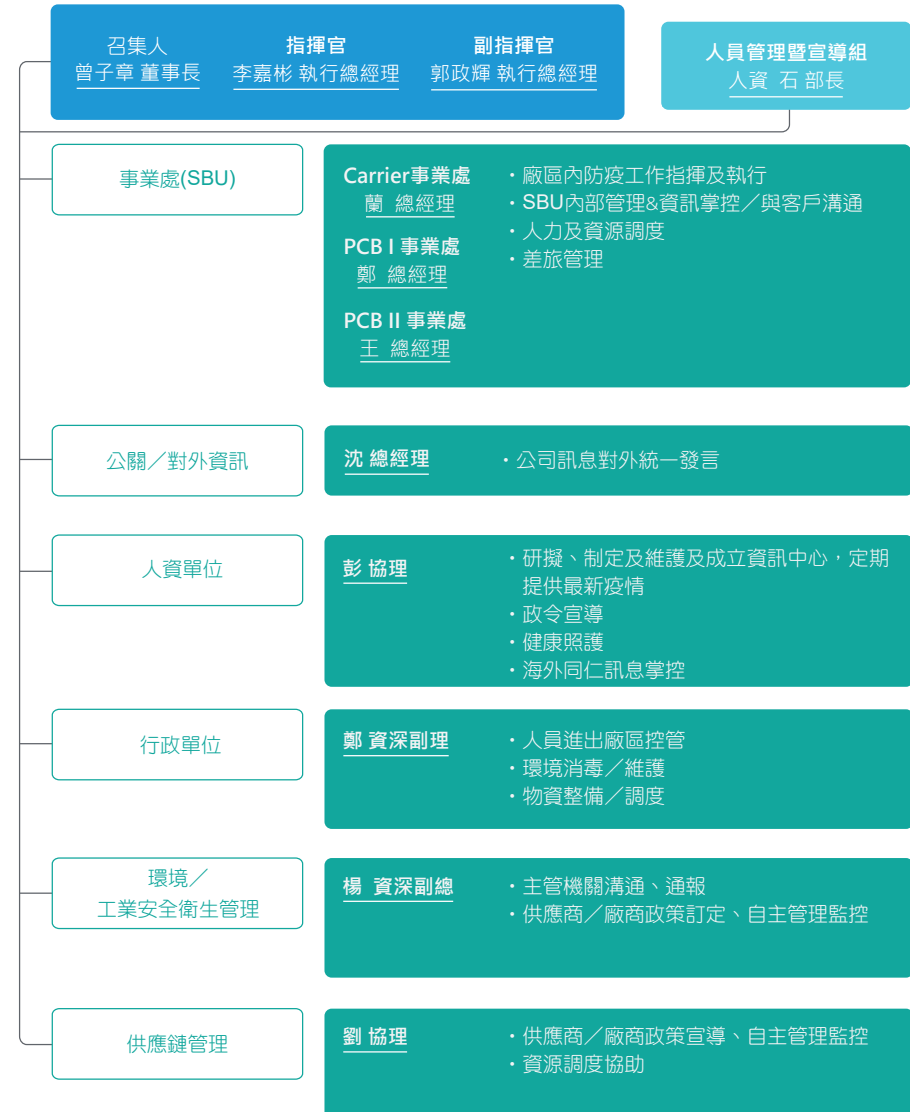 召集人
曾子章 董事長
指揮官
李嘉彬 執行總經理
副指揮官
郭政輝 執行總經理
人員管理暨宣導組
人資 石 部長
事業處(SBU)
Carrier事業處
蘭 總經理
PCB I 事業處
鄭 總經理
PCB II 事業處
王 總經理
・廠區內防疫工作指揮及執行
・SBU內部管理&資訊掌控／與客戶溝通
・人力及資源調度
・差旅管理
公關／對外資訊
沈 總經理
・公司訊息對外統一發言
人資單位
彭 協理
・研擬、制定及維護及成立資訊中心，定期
提供最新疫情
・政令宣導
・健康照護
・海外同仁訊息掌控
行政單位
鄭 資深副理
・人員進出廠區控管
・環境消毒／維護
・物資整備／調度
環境／
工業安全衛生管理
楊 資深副總
・主管機關溝通、通報
・供應商／廠商政策訂定、自主管理監控
供應鏈管理
劉 協理
・供應商／廠商政策宣導、自主管理監控
・資源調度協助